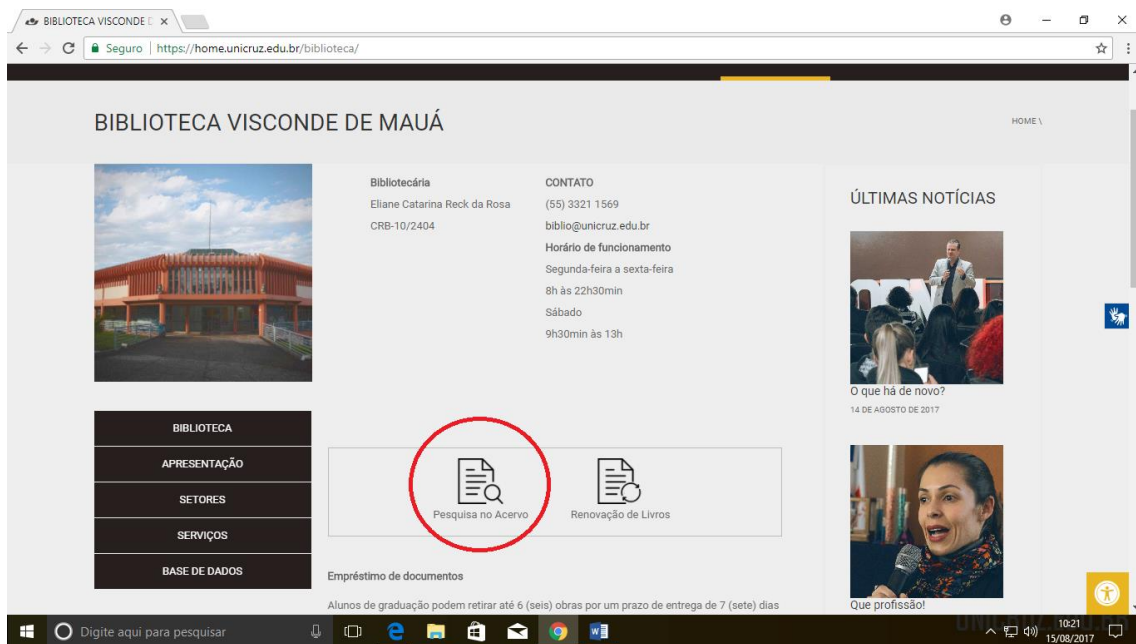 BIBLIOTECA VISCONDE D
Seguro | https://home.unicruz.edu.br/biblioteca/
BIBLIOTECA VISCONDE DE MAUÁ
HOME \
Bibliotecária
Eliane Catarina Reck da Rosa
CRB-10/2404
CONTATO
(55) 3321 1569
biblio@unicruz.edu.br
Horário de funcionamento
Segunda-feira a sexta-feira
8h às 22h30min
Sábado
9h30min às 13h
ÚLTIMAS NOTÍCIAS
O que há de novo?
14 DE AGOSTO DE 2017
Que profissão!
BIBLIOTECA
APRESENTAÇÃO
SETORES
SERVIÇOS
BASE DE DADOS
Pesquisa no Acervo
Renovação de Livros
Empréstimo de documentos
Alunos de graduação podem retirar até 6 (seis) obras por um prazo de entrega de 7 (sete) dias
Digite aqui para pesquisar
10:21
15/08/2017